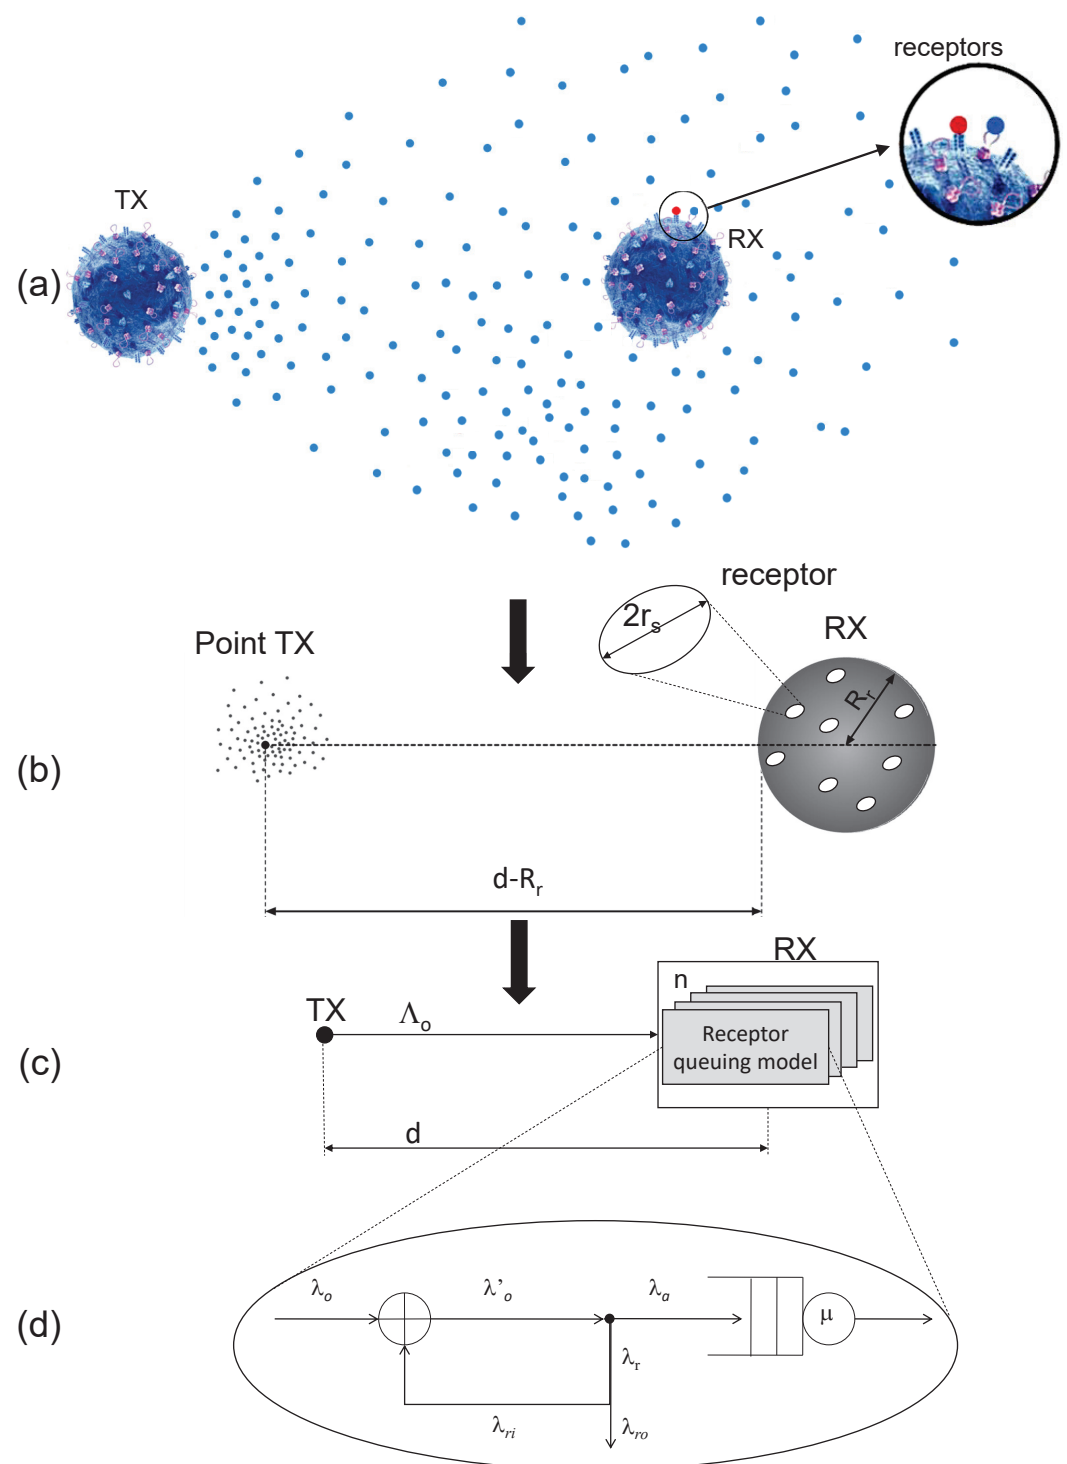 receptors
TX
RX
(a)
receptor
2rₛ
Point TX
RX
Rᵣ
(b)
d-Rᵣ
RX
n
TX
Λₒ
Receptor
queuing model
(c)
d
λₒ
λ'ₒ
λₐ
μ
(d)
λᵣ
λᵣᵢ
λᵣₒ